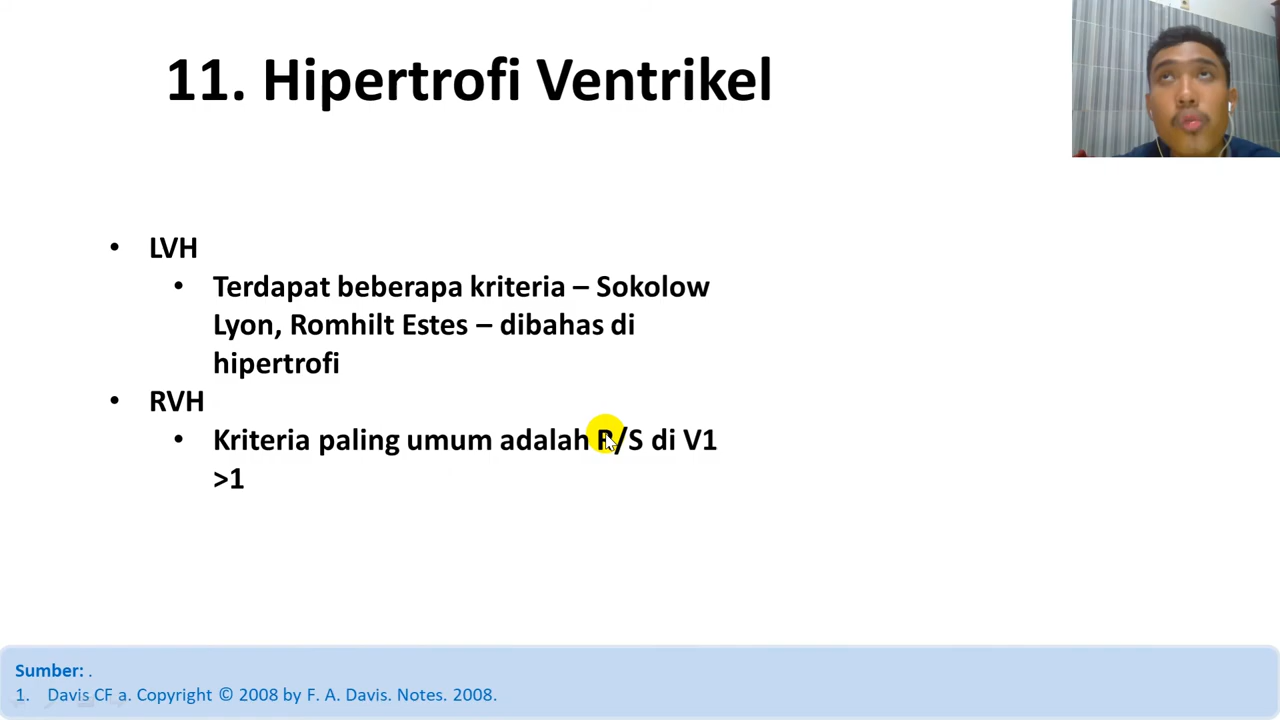 11. Hipertrofi Ventrikel
• LVH
• Terdapat beberapa kriteria – Sokolow
Lyon, Romhilt Estes – dibahas di
hipertrofi
• RVH
• Kriteria paling umum adalah R/S di V1
>1
Sumber: .
1. Davis CF a. Copyright © 2008 by F. A. Davis. Notes. 2008.